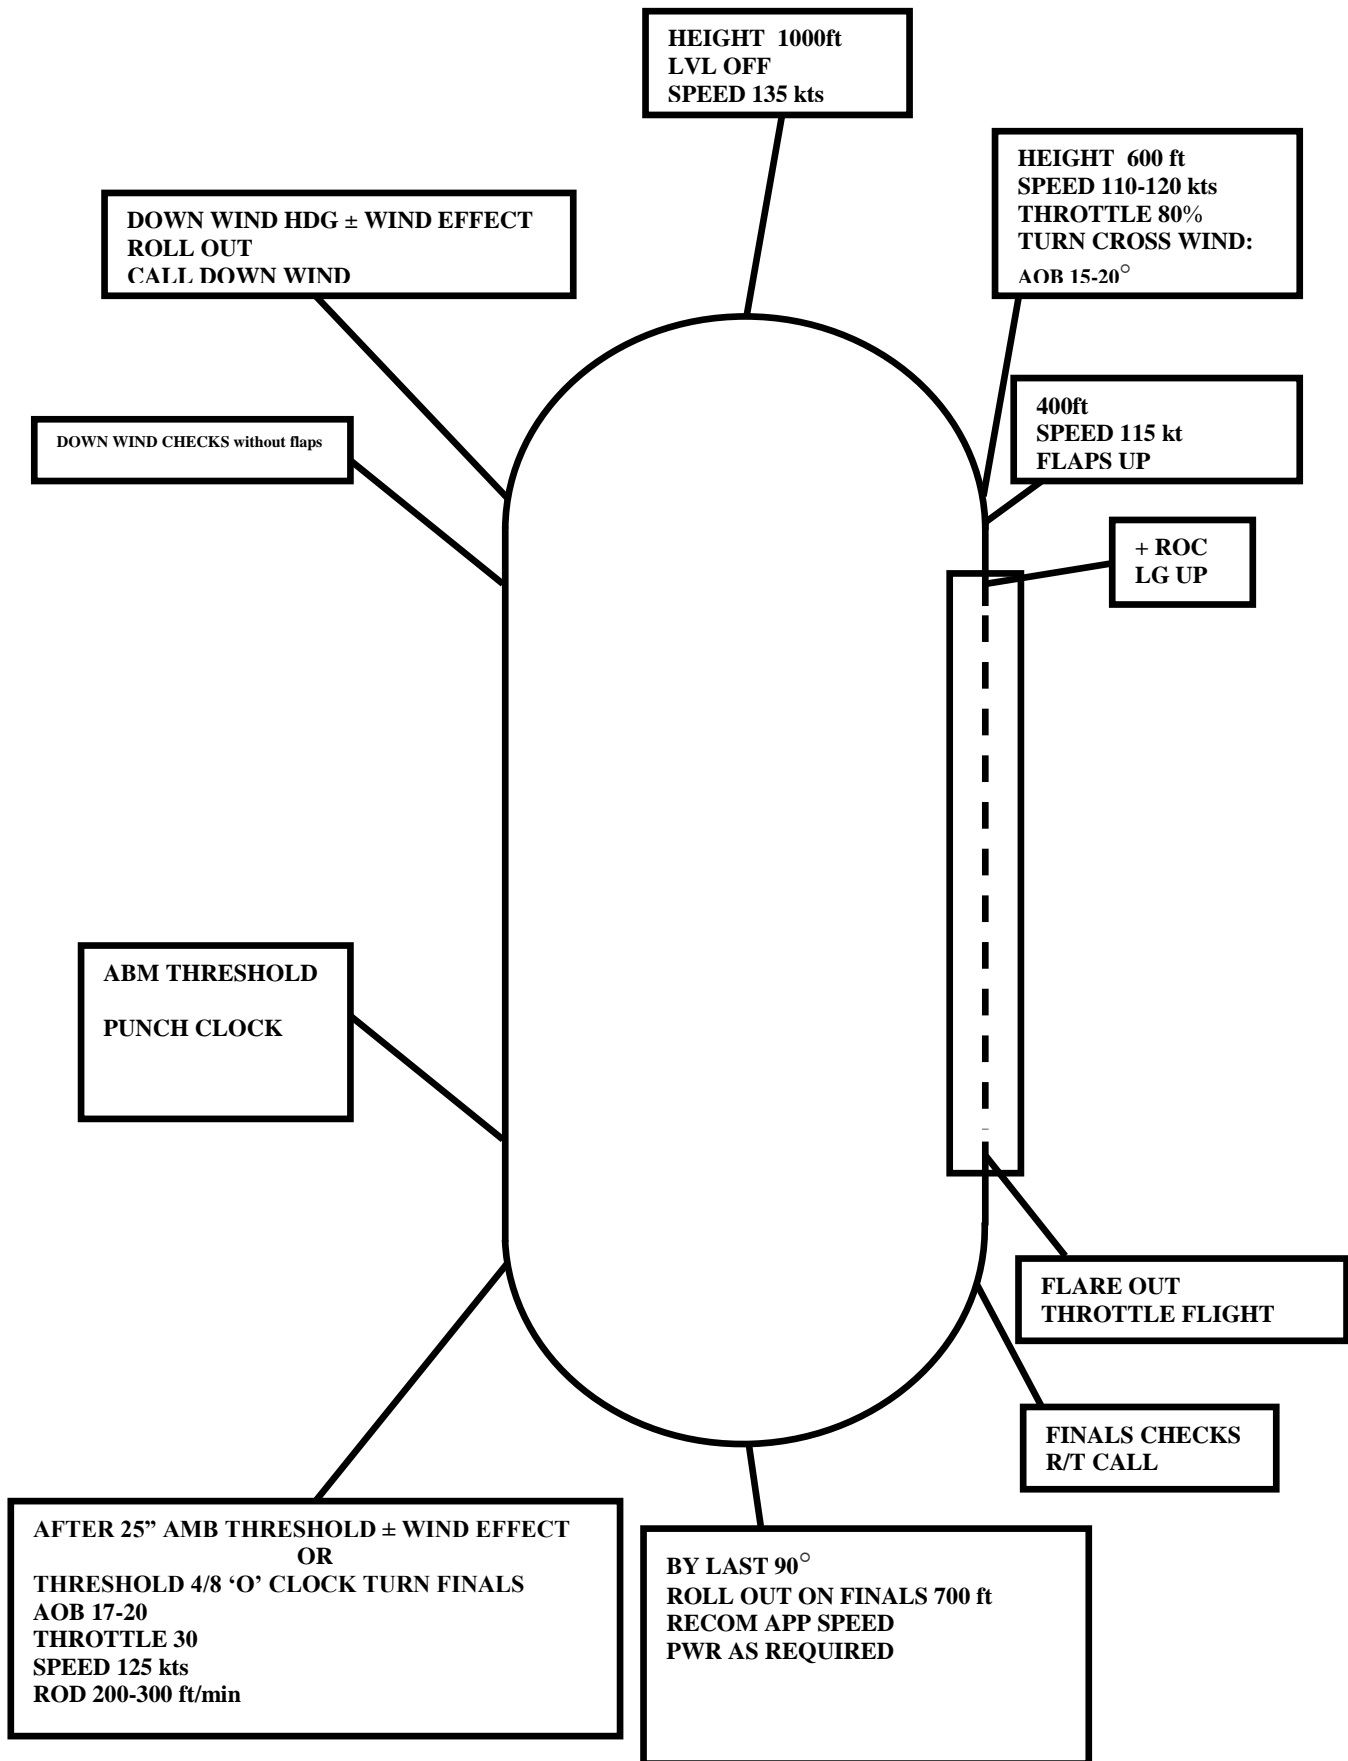 HEIGHT  1000ft
LVL OFF
SPEED 135 kts
HEIGHT  600 ft
SPEED 110-120 kts
THROTTLE 80%
TURN CROSS WIND:
AOB 15-20°
DOWN WIND HDG ± WIND EFFECT
ROLL OUT
CALL DOWN WIND
400ft
SPEED 115 kt
FLAPS UP
DOWN WIND CHECKS without flaps
+ ROC
LG UP
ABM THRESHOLD
PUNCH CLOCK
FLARE OUT
THROTTLE FLIGHT
FINALS CHECKS
R/T CALL
AFTER 25” AMB THRESHOLD ± WIND EFFECT
OR
THRESHOLD 4/8 ‘O’ CLOCK TURN FINALS
AOB 17-20
THROTTLE 30
SPEED 125 kts
ROD 200-300 ft/min
BY LAST 90°
ROLL OUT ON FINALS 700 ft
RECOM APP SPEED
PWR AS REQUIRED